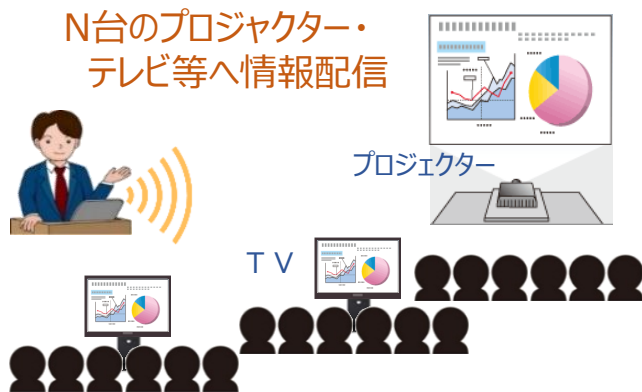 N台のプロジャクター・
テレビ等へ情報配信
プロジェクター
ＴＶ